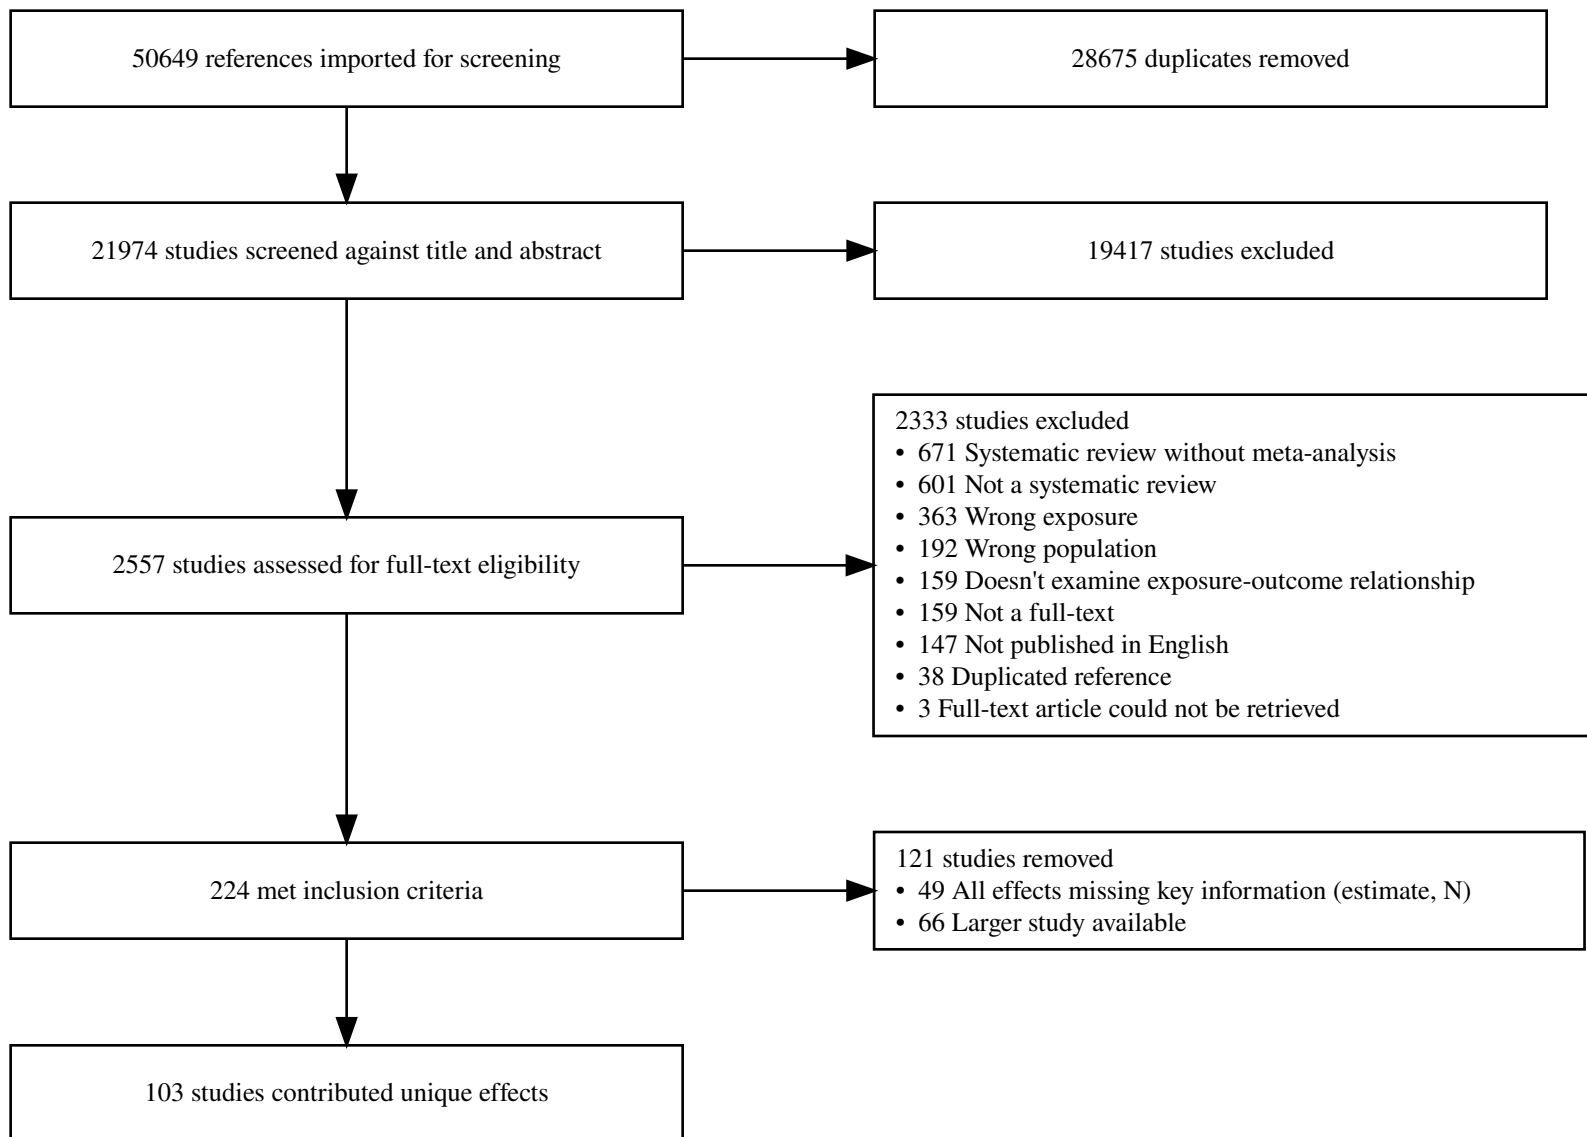 50649 references imported for screening
28675 duplicates removed
21974 studies screened against title and abstract
19417 studies excluded
2557 studies assessed for full-text eligibility
2333 studies excluded
• 671 Systematic review without meta-analysis
• 601 Not a systematic review
• 363 Wrong exposure
• 192 Wrong population
• 159 Doesn't examine exposure-outcome relationship
• 159 Not a full-text
• 147 Not published in English
• 38 Duplicated reference
• 3 Full-text article could not be retrieved
224 met inclusion criteria
121 studies removed
• 49 All effects missing key information (estimate, N)
• 66 Larger study available
103 studies contributed unique effects